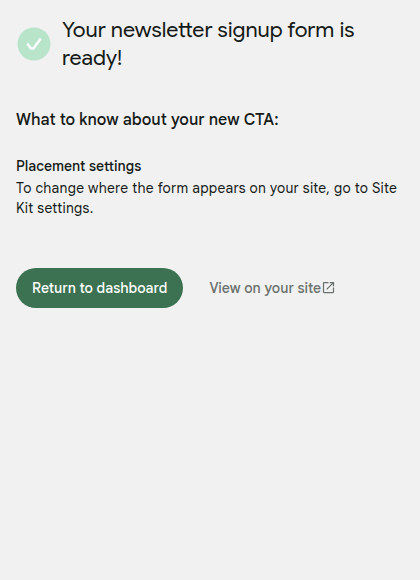 Your newsletter signup form is
ready!
What to know about your new CTA:
Placement settings
To change where the form appears on your site, go to Site
Kit settings.
Return to dashboard
View on your site